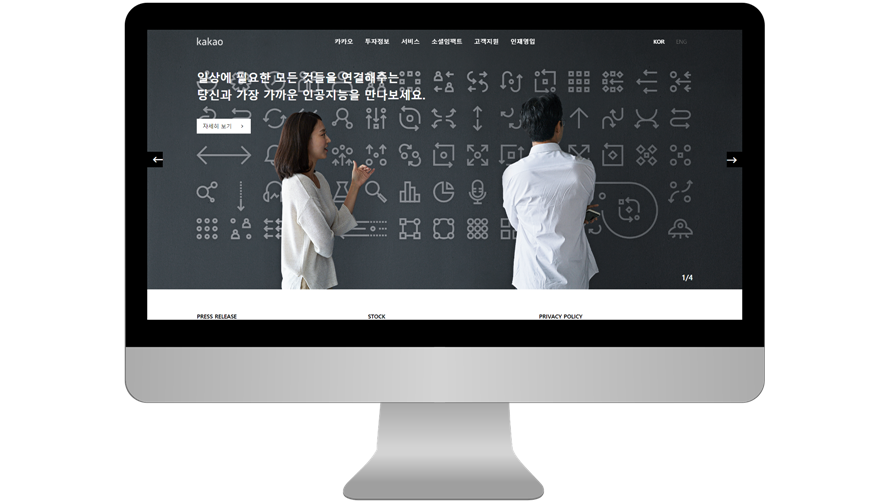 kakao 카카오 투자정보 서비스 소셜임팩트 고객지원 인재영입 KOR ENG
일상에 필요한 모든 것들을 연결해주는
당신과 가장 가까운 인공지능을 만나보세요.
자세히 보기
1/4
PRESS RELEASE STOCK PRIVACY POLICY